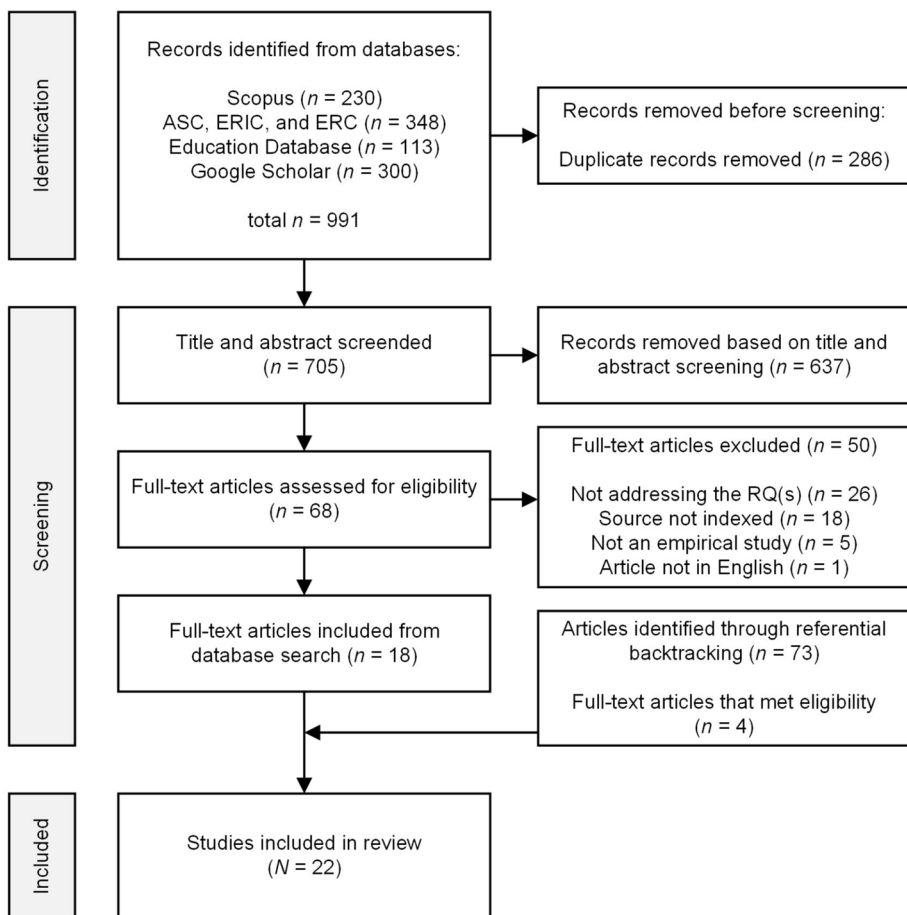 Identification
Records identified from databases:
Scopus (n = 230)
ASC, ERIC, and ERC (n = 348)
Education Database (n = 113)
Google Scholar (n = 300)
total n = 991
Records removed before screening:
Duplicate records removed (n = 286)
Screening
Title and abstract screended
(n = 705)
Records removed based on title and
abstract screening (n = 637)
Full-text articles assessed for eligibility
(n = 68)
Full-text articles excluded (n = 50)
Not addressing the RQ(s) (n = 26)
Source not indexed (n = 18)
Not an empirical study (n = 5)
Article not in English (n = 1)
Full-text articles included from
database search (n = 18)
Articles identified through referential
backtracking (n = 73)
Full-text articles that met eligibility
(n = 4)
Included
Studies included in review
(N = 22)